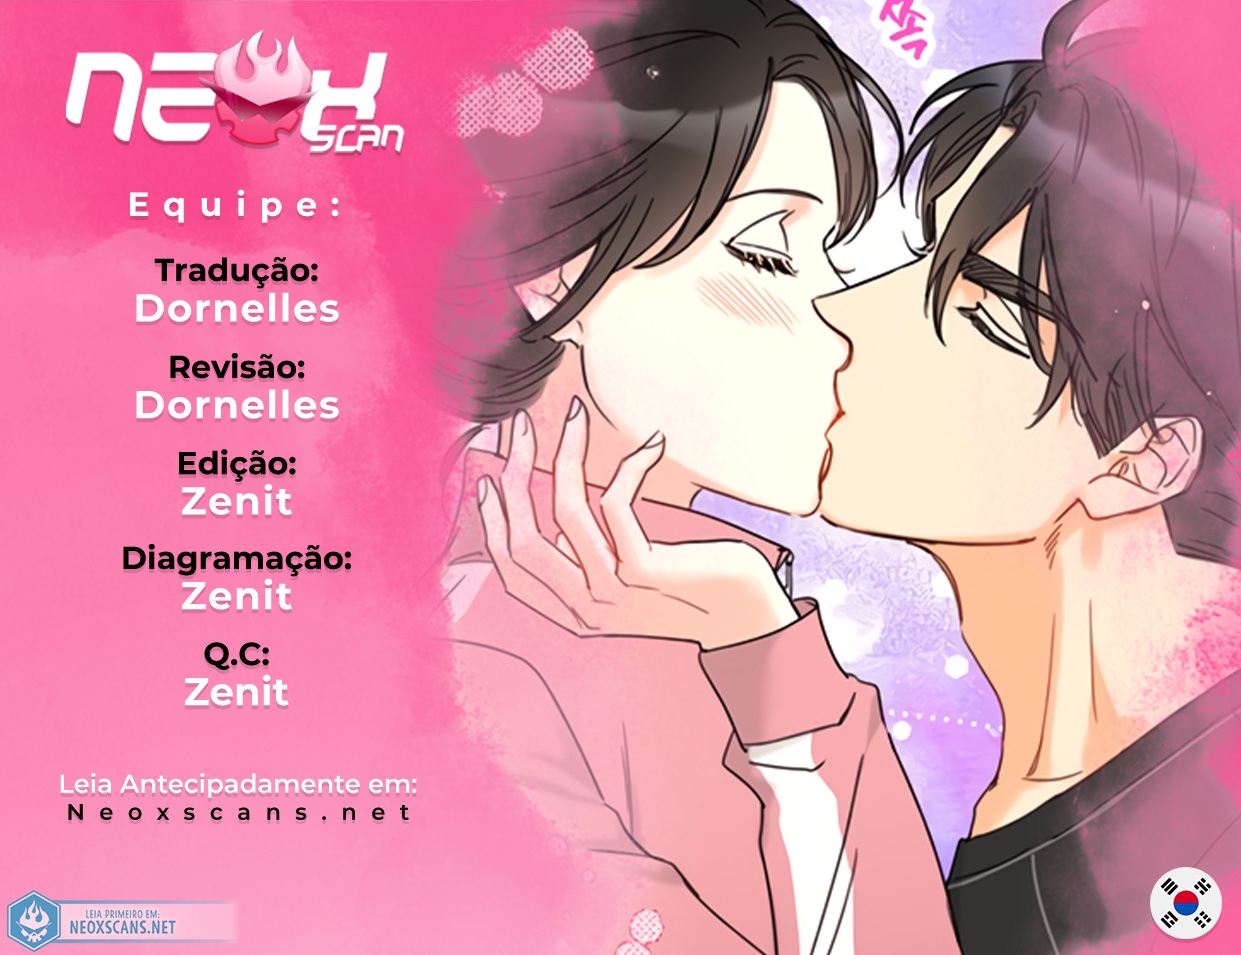 NEOX
SCAN
쪽
Equipe:
Tradução:
Dornelles
Revisão:
Dornelles
Edição:
Zenit
Diagramação:
Zenit
Q.C:
Zenit
Leia Antecipadamente em:
Neoxscans.net
LEIA PRIMEIRO EM:
NEOXSCANS.NET